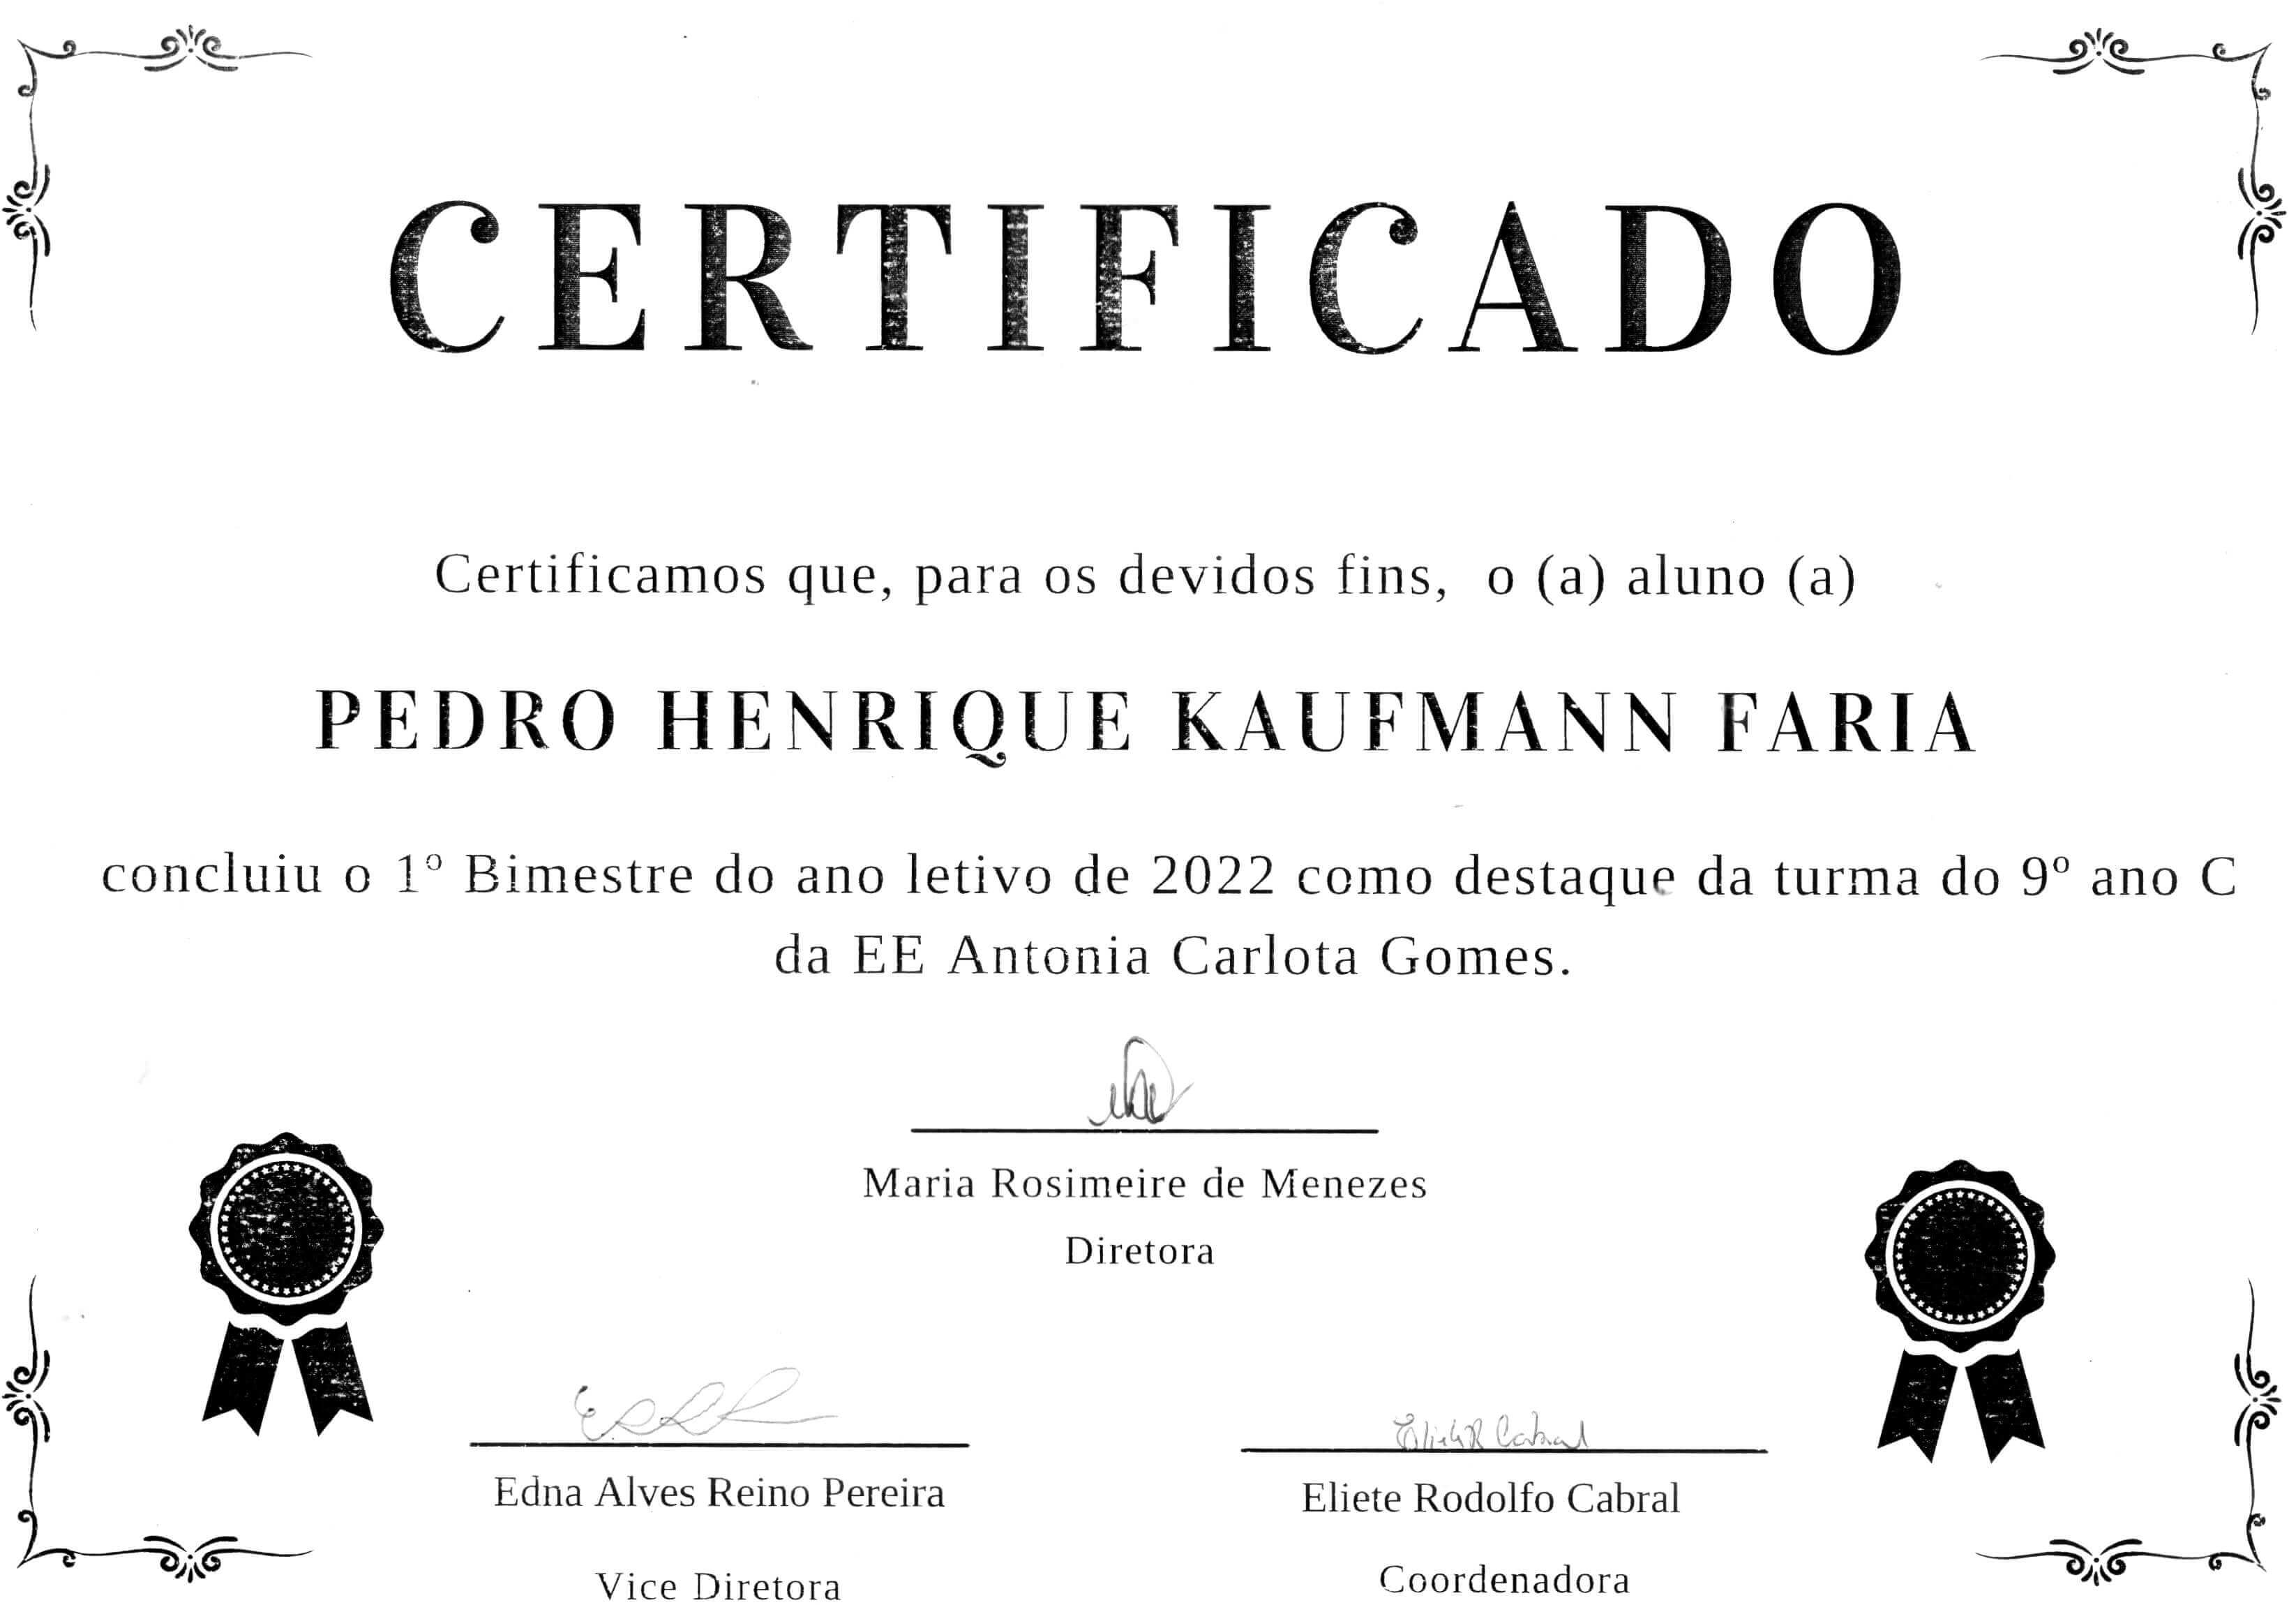 CERTIFICADO
Certificamos que, para os devidos fins, o (a) aluno (a)
PEDRO HENRIQUE KAUFMANN FARIA
concluiu o 1º Bimestre do ano letivo de 2022 como destaque da turma do 9º ano C
da EE Antonia Carlota Gomes.
Maria Rosimeire de Menezes
Diretora
Eliete R Cabral
Edna Alves Reino Pereira
Eliete Rodolfo Cabral
Vice Diretora
Coordenadora